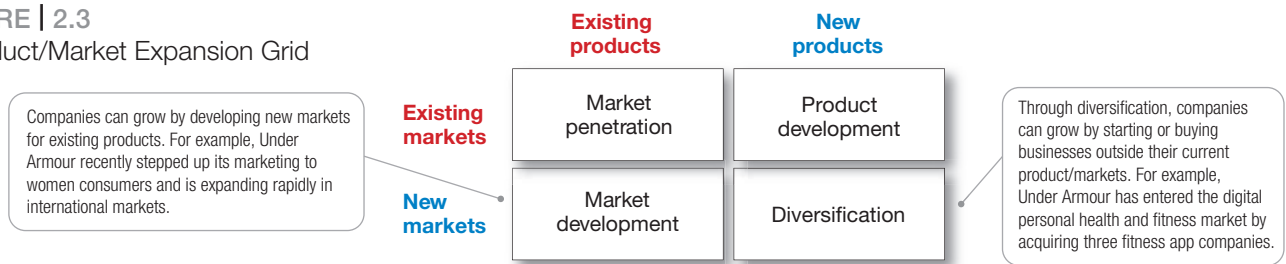 RE | 2.3
duct/Market Expansion Grid
Existing
products
New
products
Companies can grow by developing new markets
for existing products. For example, Under
Armour recently stepped up its marketing to
women consumers and is expanding rapidly in
international markets.
Existing
markets
Market
penetration
Product
development
New
markets
Market
development
Diversification
Through diversification, companies
can grow by starting or buying
businesses outside their current
product/markets. For example,
Under Armour has entered the digital
personal health and fitness market by
acquiring three fitness app companies.